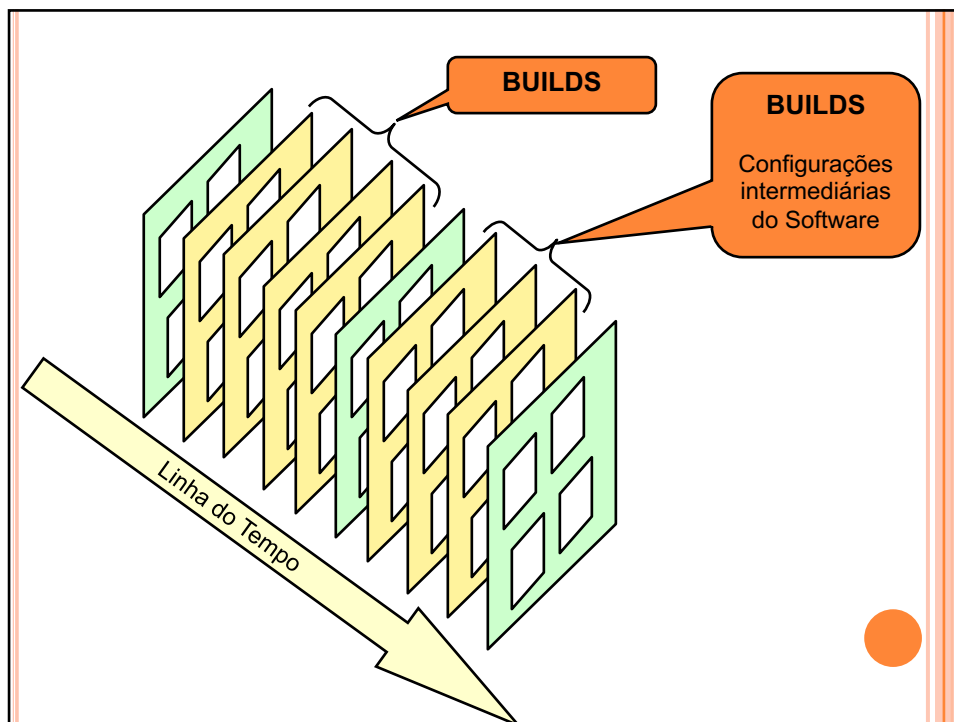 BUILDS
BUILDS
Configurações
intermediárias
do Software
Linha do Tempo